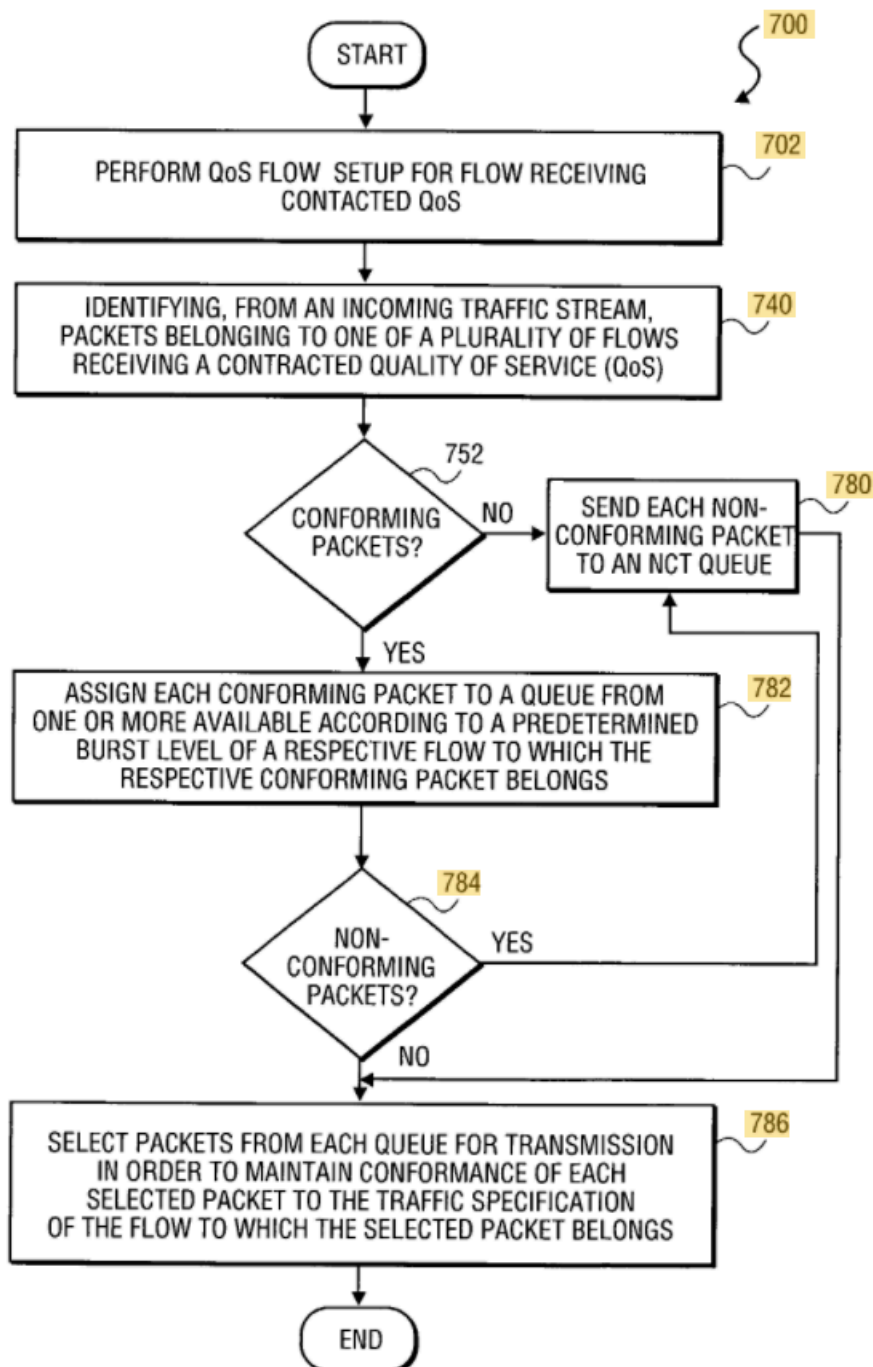 700
START
702
PERFORM QoS FLOW SETUP FOR FLOW RECEIVING
CONTACTED QoS
740
IDENTIFYING, FROM AN INCOMING TRAFFIC STREAM,
PACKETS BELONGING TO ONE OF A PLURALITY OF FLOWS
RECEIVING A CONTRACTED QUALITY OF SERVICE (QoS)
752
CONFORMING
PACKETS?
NO
780
SEND EACH NON-
CONFORMING PACKET
TO AN NCT QUEUE
YES
782
ASSIGN EACH CONFORMING PACKET TO A QUEUE FROM
ONE OR MORE AVAILABLE ACCORDING TO A PREDETERMINED
BURST LEVEL OF A RESPECTIVE FLOW TO WHICH THE
RESPECTIVE CONFORMING PACKET BELONGS
784
NON-
CONFORMING
PACKETS?
YES
NO
786
SELECT PACKETS FROM EACH QUEUE FOR TRANSMISSION
IN ORDER TO MAINTAIN CONFORMANCE OF EACH
SELECTED PACKET TO THE TRAFFIC SPECIFICATION
OF THE FLOW TO WHICH THE SELECTED PACKET BELONGS
END